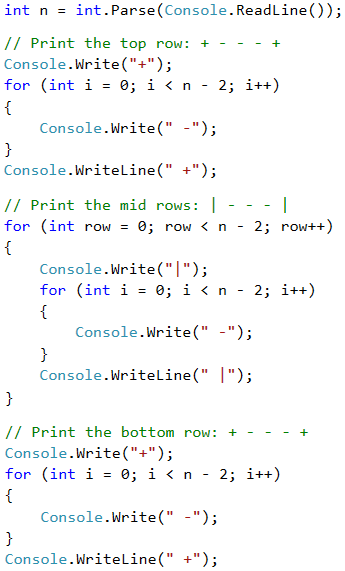 int n = int.Parse(Console.ReadLine());
// Print the top row: + - - - +
Console.Write("+");
for (int i = 0; i < n - 2; i++)
{
    Console.Write(" -");
}
Console.WriteLine(" +");
// Print the mid rows: | - - - |
for (int row = 0; row < n - 2; row++)
{
    Console.Write("|");
    for (int i = 0; i < n - 2; i++)
    {
        Console.Write(" -");
    }
    Console.WriteLine(" |");
}
// Print the bottom row: + - - - +
Console.Write("+");
for (int i = 0; i < n - 2; i++)
{
    Console.Write(" -");
}
Console.WriteLine(" +");